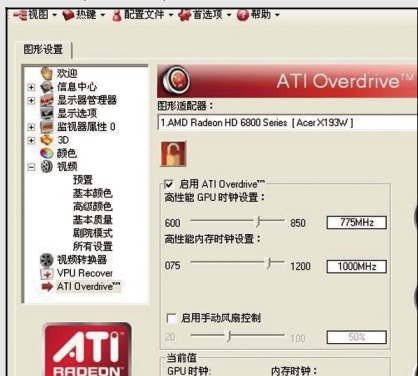 视图 热键 配置文件 首选项 帮助
图形设置
欢迎
信息中心
显示器管理器
显示选项
监视器属性 0
3D
颜色
视频
预置
基本颜色
高级颜色
基本质量
剧院模式
所有设置
视频转换器
VPU Recover
ATI Overdrive™
ATI
RADEON
ATI Overdrive™
图形适配器：
1.AMD Radeon HD 6800 Series [Acer X193W ]
启用 ATI Overdrive™
高性能 GPU 时钟设置：
600 850 775MHz
高性能内存时钟设置：
075 1200 1000MHz
启用手动风扇控制
20 100 50%
当前值
GPU 时钟: 内存时钟：